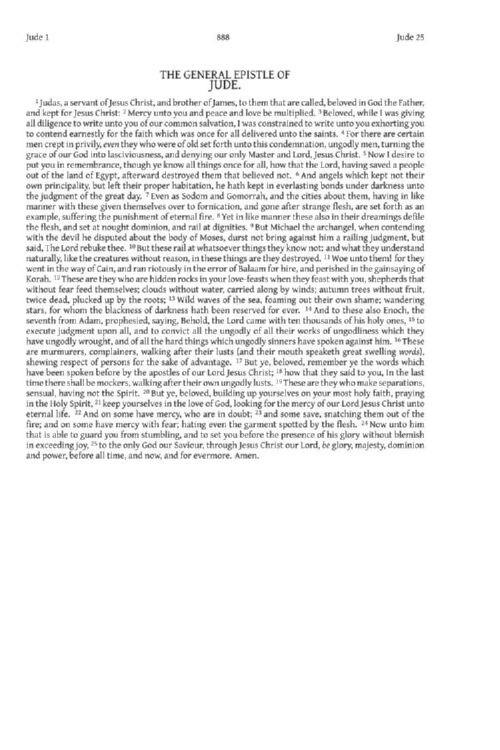 Jude 1 888 Jude 25
THE GENERAL EPISTLE OF
JUDE.
1 Judas, a servant of Jesus Christ, and brother of James, to them that are called, beloved in God the Father,
and kept for Jesus Christ: 2 Mercy unto you and peace and love be multiplied. 3 Beloved, while I was giving
all diligence to write unto you of our common salvation, I was constrained to write unto you exhorting you
to contend earnestly for the faith which was once for all delivered unto the saints. 4 For there are certain
men crept in privily, even they who were of old set forth unto this condemnation, ungodly men, turning the
grace of our God into lasciviousness, and denying our only Master and Lord, Jesus Christ. 5 Now I desire to
put you in remembrance, though ye know all things once for all, how that the Lord, having saved a people
out of the land of Egypt, afterward destroyed them that believed not. 6 And angels which kept not their
own principality, but left their proper habitation, he hath kept in everlasting bonds under darkness unto
the judgment of the great day. 7 Even as Sodom and Gomorrah, and the cities about them, having in like
manner with these given themselves over to fornication, and gone after strange flesh, are set forth as an
example, suffering the punishment of eternal fire. 8 Yet in like manner these also in their dreamings defile
the flesh, and set at nought dominion, and rail at dignities. 9 But Michael the archangel, when contending
with the devil he disputed about the body of Moses, durst not bring against him a railing judgment, but
said, The Lord rebuke thee. 10 But these rail at whatsoever things they know not: and what they understand
naturally, like the creatures without reason, in these things are they destroyed. 11 Woe unto them! for they
went in the way of Cain, and ran riotously in the error of Balaam for hire, and perished in the gainsaying of
Korah. 12 These are they who are hidden rocks in your love-feasts when they feast with you, shepherds that
without fear feed themselves; clouds without water, carried along by winds; autumn trees without fruit,
twice dead, plucked up by the roots; 13 Wild waves of the sea, foaming out their own shame; wandering
stars, for whom the blackness of darkness hath been reserved for ever. 14 And to these also Enoch, the
seventh from Adam, prophesied, saying, Behold, the Lord came with ten thousands of his holy ones, 15 to
execute judgment upon all, and to convict all the ungodly of all their works of ungodliness which they
have ungodly wrought, and of all the hard things which ungodly sinners have spoken against him. 16 These
are murmurers, complainers, walking after their lusts (and their mouth speaketh great swelling words),
shewing respect of persons for the sake of advantage. 17 But ye, beloved, remember ye the words which
have been spoken before by the apostles of our Lord Jesus Christ; 18 how that they said to you, In the last
time there shall be mockers, walking after their own ungodly lusts. 19 These are they who make separations,
sensual, having not the Spirit. 20 But ye, beloved, building up yourselves on your most holy faith, praying
in the Holy Spirit, 21 keep yourselves in the love of God, looking for the mercy of our Lord Jesus Christ unto
eternal life. 22 And on some have mercy, who are in doubt; 23 and some save, snatching them out of the
fire; and on some have mercy with fear; hating even the garment spotted by the flesh. 24 Now unto him
that is able to guard you from stumbling, and to set you before the presence of his glory without blemish
in exceeding joy, 25 to the only God our Saviour, through Jesus Christ our Lord, be glory, majesty, dominion
and power, before all time, and now, and for evermore. Amen.